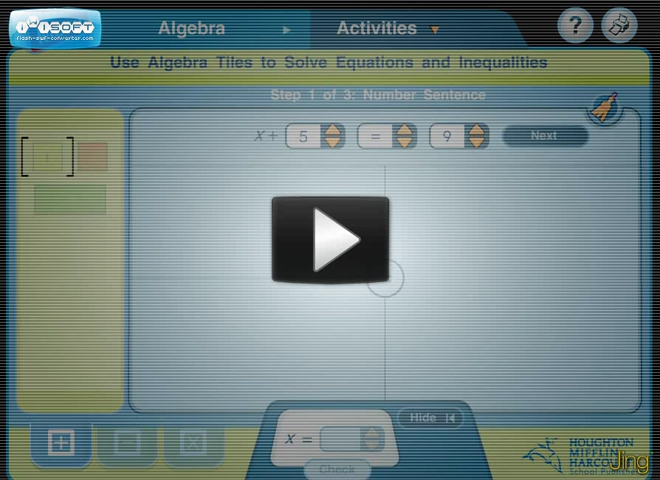 iWiSOFT
flash-swf-converter.com
Algebra
Activities
?
Use Algebra Tiles to Solve Equations and Inequalities
Step 1 of 3: Number Sentence
x + 5 = 9 Next
Hide
x =
Check
HOUGHTON
MIFFLIN
HARCOURT
School Publishers
Jing